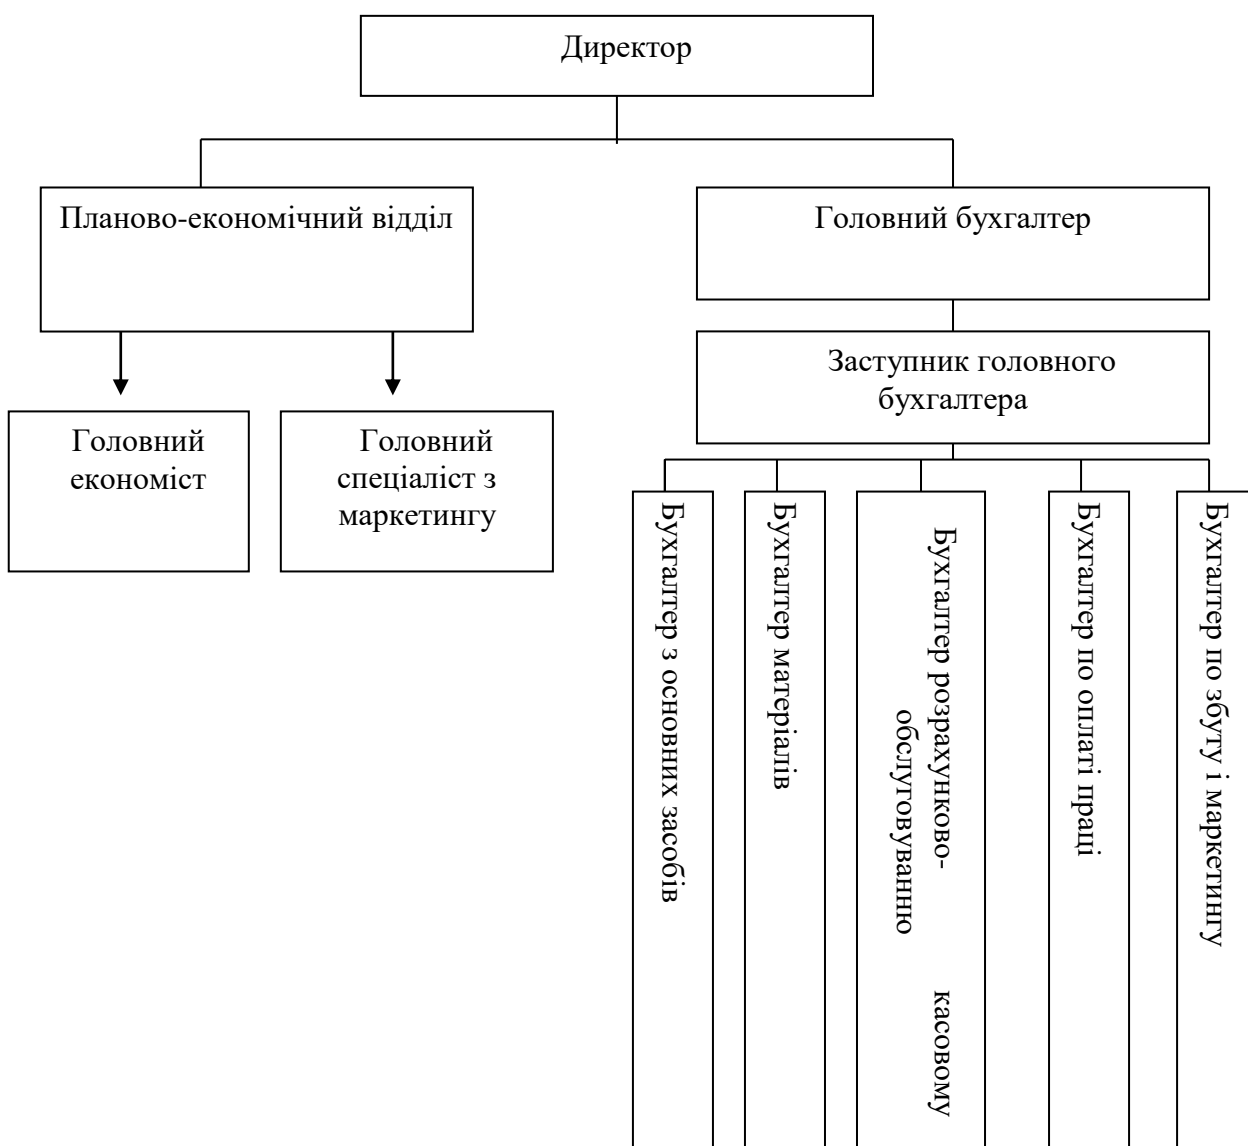 Директор
Планово-економічний відділ
Головний бухгалтер
Заступник головного
бухгалтера
Головний
економіст
Головний
спеціаліст з
маркетингу
Бухгалтер з основних засобів
Бухгалтер матеріалів
Бухгалтер розрахунково- касовому
обслуговуванню
Бухгалтер по оплаті праці
Бухгалтер по збуту і маркетингу